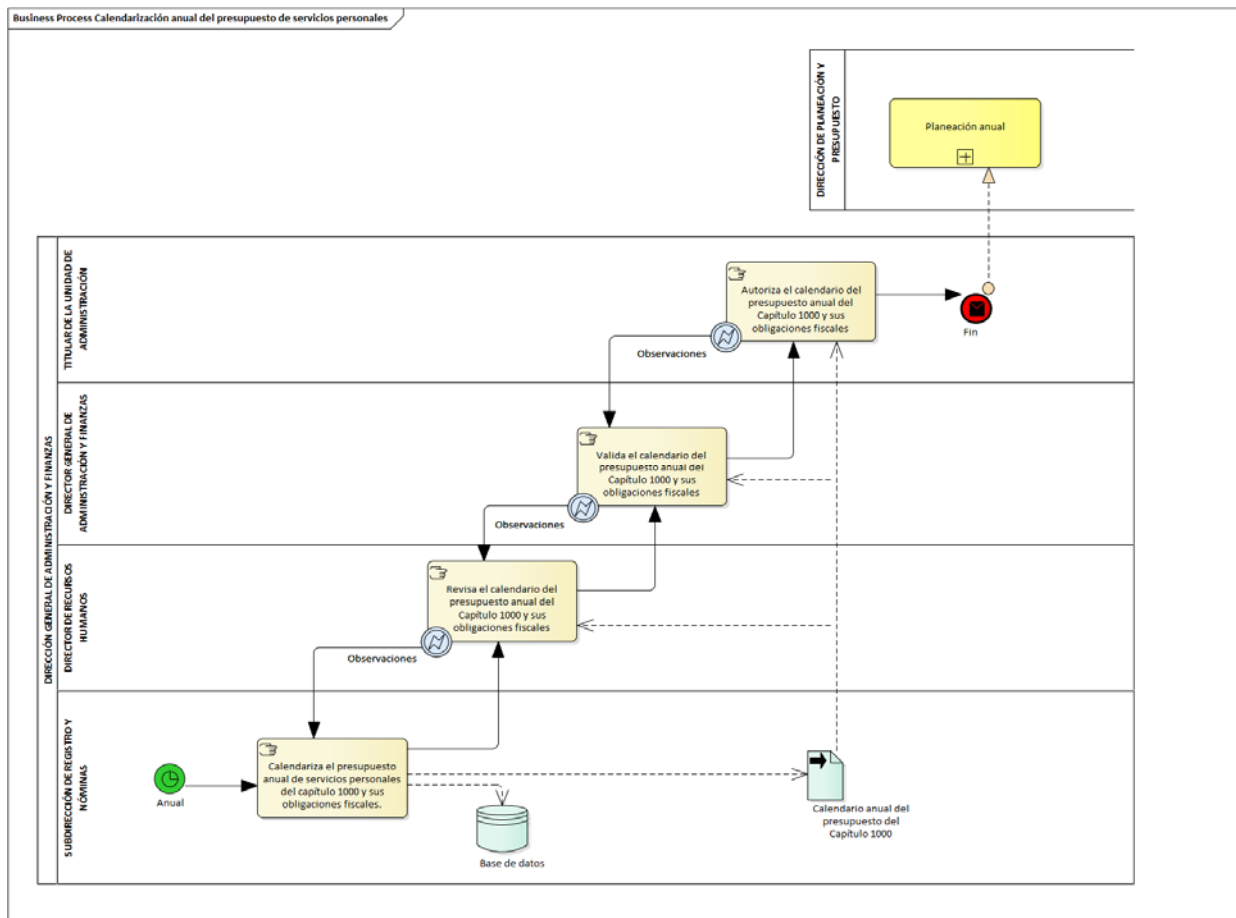 Business Process Calendarización anual del presupuesto de servicios personales
DIRECCIÓN DE PLANEACIÓN Y
PRESUPUESTO
Planeación anual
DIRECCIÓN GENERAL DE ADMINISTRACIÓN Y FINANZAS
TITULAR DE LA UNIDAD DE
ADMINISTRACIÓN
Autoriza el calendario del
presupuesto anual del
Capítulo 1000 y sus
obligaciones fiscales
Observaciones
Fin
DIRECTOR GENERAL DE
ADMINISTRACIÓN Y FINANZAS
Valida el calendario del
presupuesto anual del
Capítulo 1000 y sus
obligaciones fiscales
Observaciones
DIRECTOR DE RECURSOS
HUMANOS
Revisa el calendario del
presupuesto anual del
Capítulo 1000 y sus
obligaciones fiscales
Observaciones
SUBDIRECCIÓN DE REGISTRO Y
NÓMINAS
Anual
Calendariza el presupuesto
anual de servicios personales
del capítulo 1000 y sus
obligaciones fiscales.
Base de datos
Calendario anual del
presupuesto del
Capítulo 1000